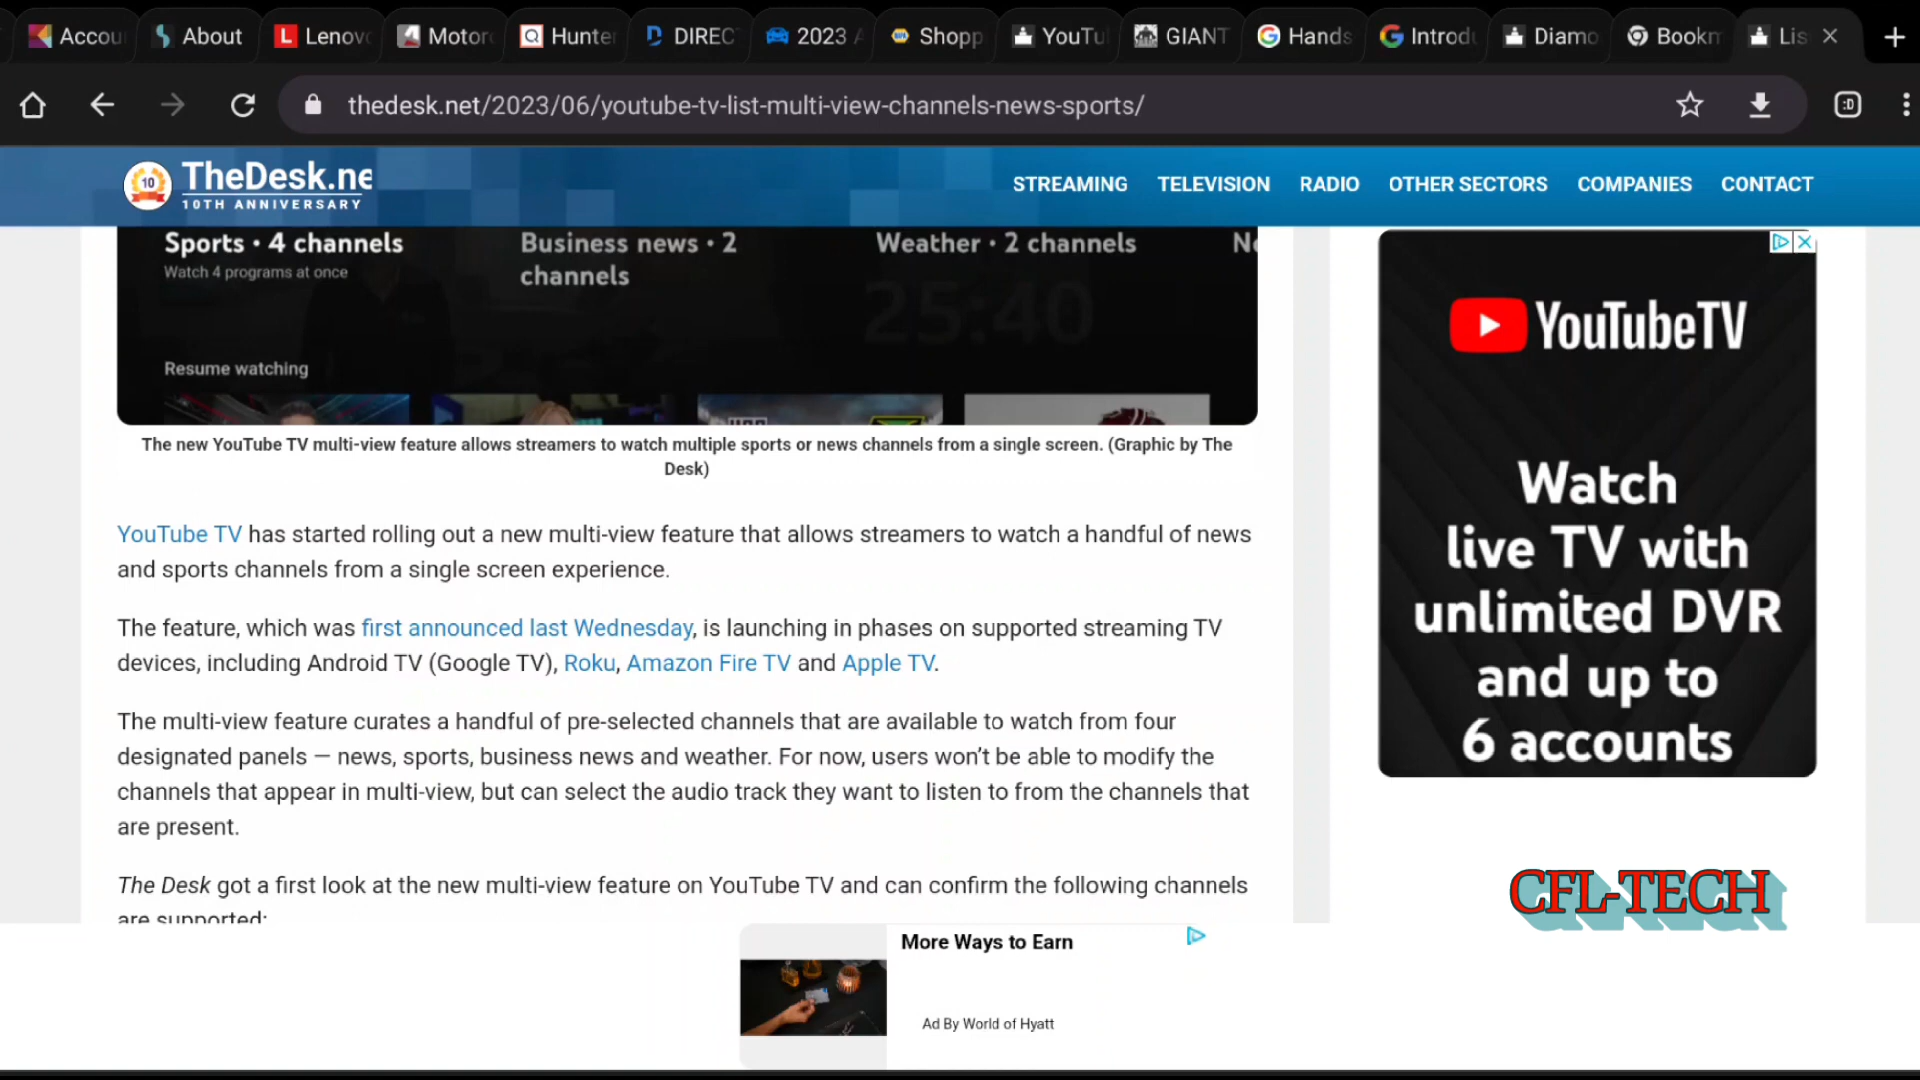 Accou
About
Lenov
Motor
Hunte
DIREC
2023 A
Shopp
YouTu
GIANT
Hands
Introdu
Diamo
Bookm
Lis
thedesk.net/2023/06/youtube-tv-list-multi-view-channels-news-sports/
:D
10
TheDesk.ne
10TH ANNIVERSARY
STREAMING
TELEVISION
RADIO
OTHER SECTORS
COMPANIES
CONTACT
Sports • 4 channels
Watch 4 programs at once
Business news • 2
channels
Weather • 2 channels
Ne
25:40
Resume watching
The new YouTube TV multi-view feature allows streamers to watch multiple sports or news channels from a single screen. (Graphic by The
Desk)
YouTube TV has started rolling out a new multi-view feature that allows streamers to watch a handful of news
and sports channels from a single screen experience.
The feature, which was first announced last Wednesday, is launching in phases on supported streaming TV
devices, including Android TV (Google TV), Roku, Amazon Fire TV and Apple TV.
The multi-view feature curates a handful of pre-selected channels that are available to watch from four
designated panels — news, sports, business news and weather. For now, users won’t be able to modify the
channels that appear in multi-view, but can select the audio track they want to listen to from the channels that
are present.
The Desk got a first look at the new multi-view feature on YouTube TV and can confirm the following channels
are supported:
YouTubeTV
Watch
live TV with
unlimited DVR
and up to
6 accounts
CFL-TECH
More Ways to Earn
Ad By World of Hyatt